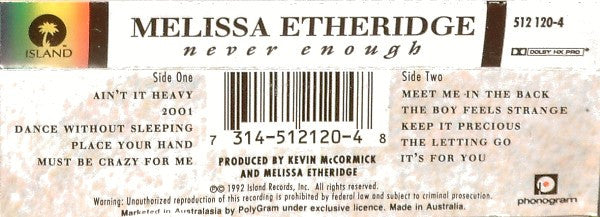 ISLAND
MELISSA ETHERIDGE
never enough
512 120-4
DOLBY HX PRO
Side One
AIN'T IT HEAVY
2001
DANCE WITHOUT SLEEPING
PLACE YOUR HAND
MUST BE CRAZY FOR ME
7 314-512120-4 8
PRODUCED BY KEVIN McCORMICK
AND MELISSA ETHERIDGE
Side Two
MEET ME IN THE BACK
THE BOY FEELS STRANGE
KEEP IT PRECIOUS
THE LETTING GO
IT'S FOR YOU
℗© 1992 Island Records, Inc. All rights reserved.
Warning: Unauthorized reproduction of this recording is prohibited by federal law and subject to criminal prosecution.
Marketed in Australasia by PolyGram under exclusive licence. Made in Australia.
phonogram